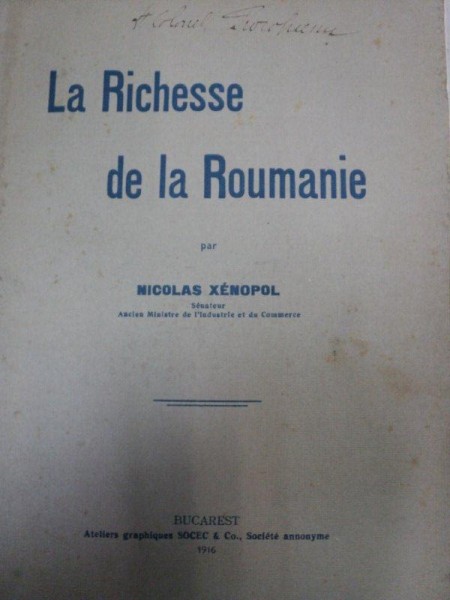 Colonel
La Richesse
de la Roumanie
par
NICOLAS XÉNOPOL
Sénateur
Ancien Ministre de l'Industrie et du Commerce
BUCAREST
Ateliers graphiques SOCEC & Co., Société annonyme
1916